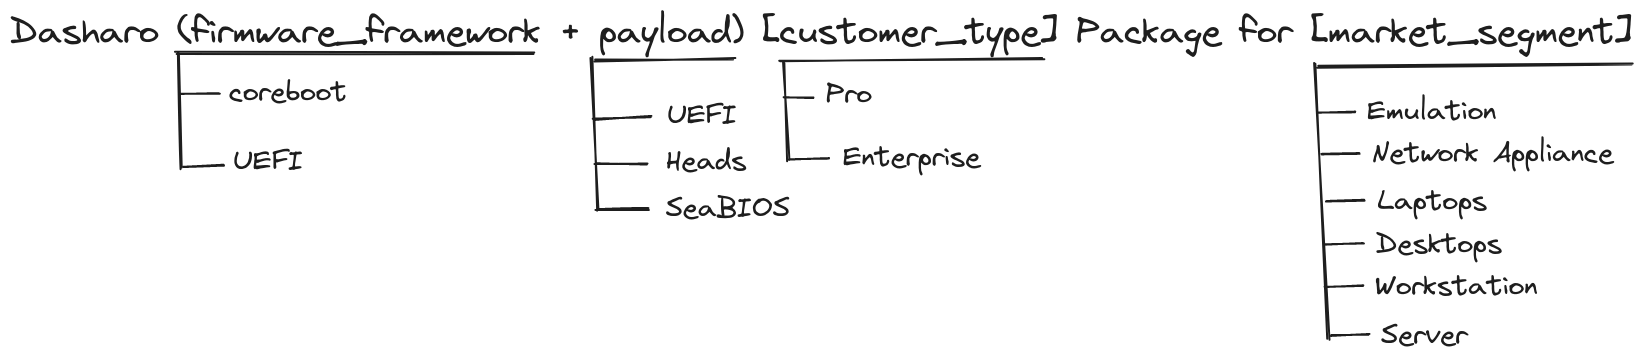 Dasharo (firmware_framework + payload) [customer_type] Package for [market_segment]
coreboot
UEFI
UEFI
Heads
SeaBIOS
Pro
Enterprise
Emulation
Network Appliance
Laptops
Desktops
Workstation
Server